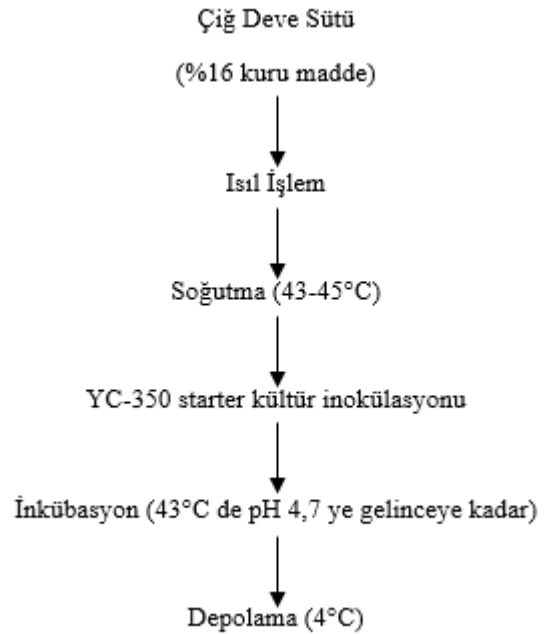 Çiğ Deve Sütü
(%16 kuru madde)
Isıl İşlem
Soğutma (43-45°C)
YC-350 starter kültür inokülasyonu
İnkübasyon (43°C de pH 4,7 ye gelinceye kadar)
Depolama (4°C)